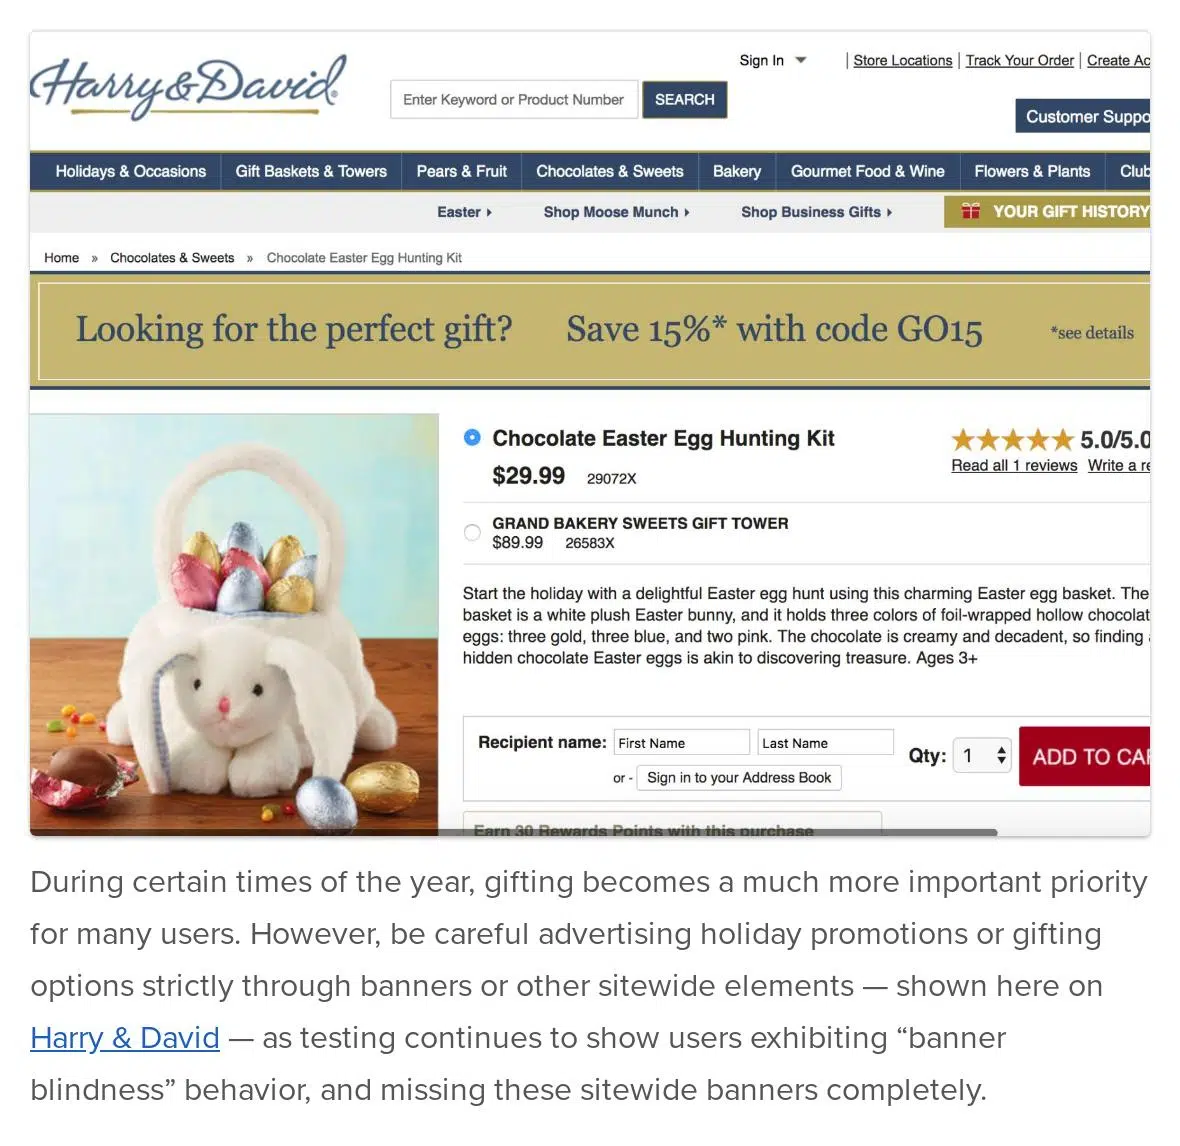 Harry & David
Sign In
Store Locations | Track Your Order | Create Ac
Enter Keyword or Product Number
SEARCH
Customer Suppo
Holidays & Occasions
Gift Baskets & Towers
Pears & Fruit
Chocolates & Sweets
Bakery
Gourmet Food & Wine
Flowers & Plants
Club
Easter
Shop Moose Munch
Shop Business Gifts
YOUR GIFT HISTORY
Home » Chocolates & Sweets » Chocolate Easter Egg Hunting Kit
Looking for the perfect gift? Save 15%* with code GO15 *see details
Chocolate Easter Egg Hunting Kit
$29.99 29072X
5.0/5.0
Read all 1 reviews Write a re
GRAND BAKERY SWEETS GIFT TOWER
$89.99 26583X
Start the holiday with a delightful Easter egg hunt using this charming Easter egg basket. The
basket is a white plush Easter bunny, and it holds three colors of foil-wrapped hollow chocolat
eggs: three gold, three blue, and two pink. The chocolate is creamy and decadent, so finding
hidden chocolate Easter eggs is akin to discovering treasure. Ages 3+
Recipient name: First Name Last Name
or - Sign in to your Address Book
Qty: 1
ADD TO CA
Earn 30 Rewards Points with this purchase
During certain times of the year, gifting becomes a much more important priority
for many users. However, be careful advertising holiday promotions or gifting
options strictly through banners or other sitewide elements — shown here on
Harry & David — as testing continues to show users exhibiting “banner
blindness” behavior, and missing these sitewide banners completely.